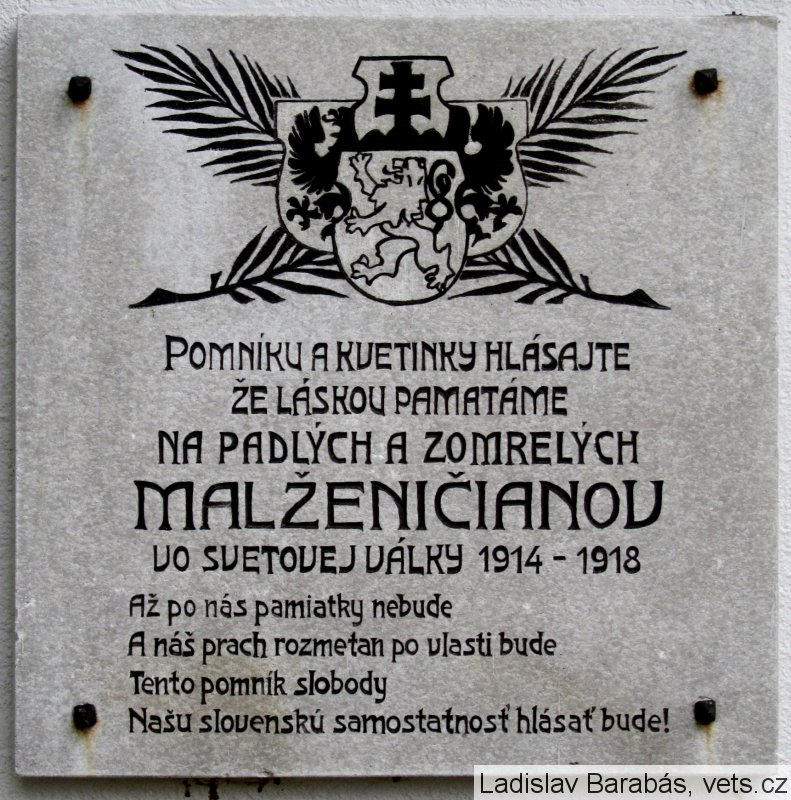 POMNÍKU A KVETINKY HLÁSAJTE
ŽE LÁSKOU PAMATÁME
NA PADLÝCH A ZOMRELÝCH
MALŽENIČIANOV
VO SVETOVEJ VÁLKY 1914 - 1918
Až po nás pamiatky nebude
A náš prach rozmetan po vlasti bude
Tento pomník slobody
Našu slovenskú samostatnosť hlásať bude!
Ladislav Barabás, vets.cz